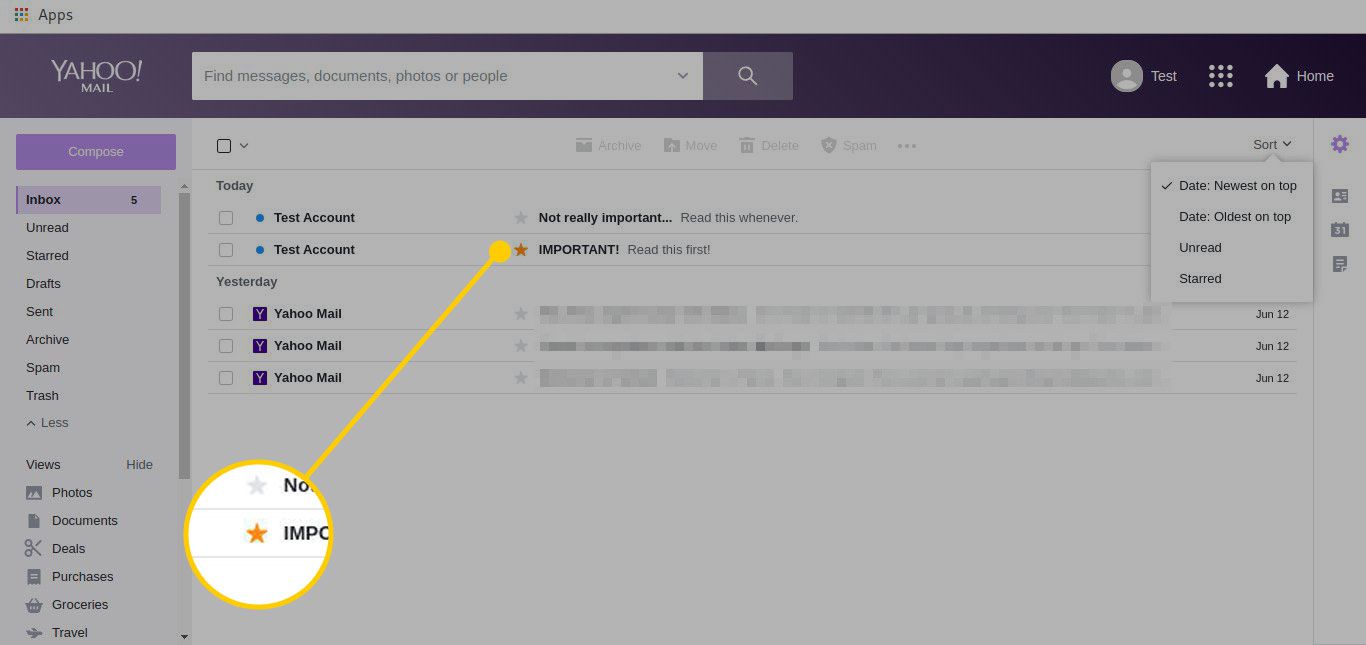 Apps
YAHOO!
MAIL
Find messages, documents, photos or people
Test
Home
Compose
Archive
Move
Delete
Spam
Sort
Date: Newest on top
Date: Oldest on top
Unread
Starred
Inbox 5
Unread
Starred
Drafts
Sent
Archive
Spam
Trash
Less
Views Hide
Photos
Documents
Deals
Purchases
Groceries
Travel
Today
Test Account Not really important... Read this whenever.
Test Account IMPORTANT! Read this first!
Yesterday
Y Yahoo Mail Jun 12
Y Yahoo Mail Jun 12
Y Yahoo Mail Jun 12
31
No
IMPO